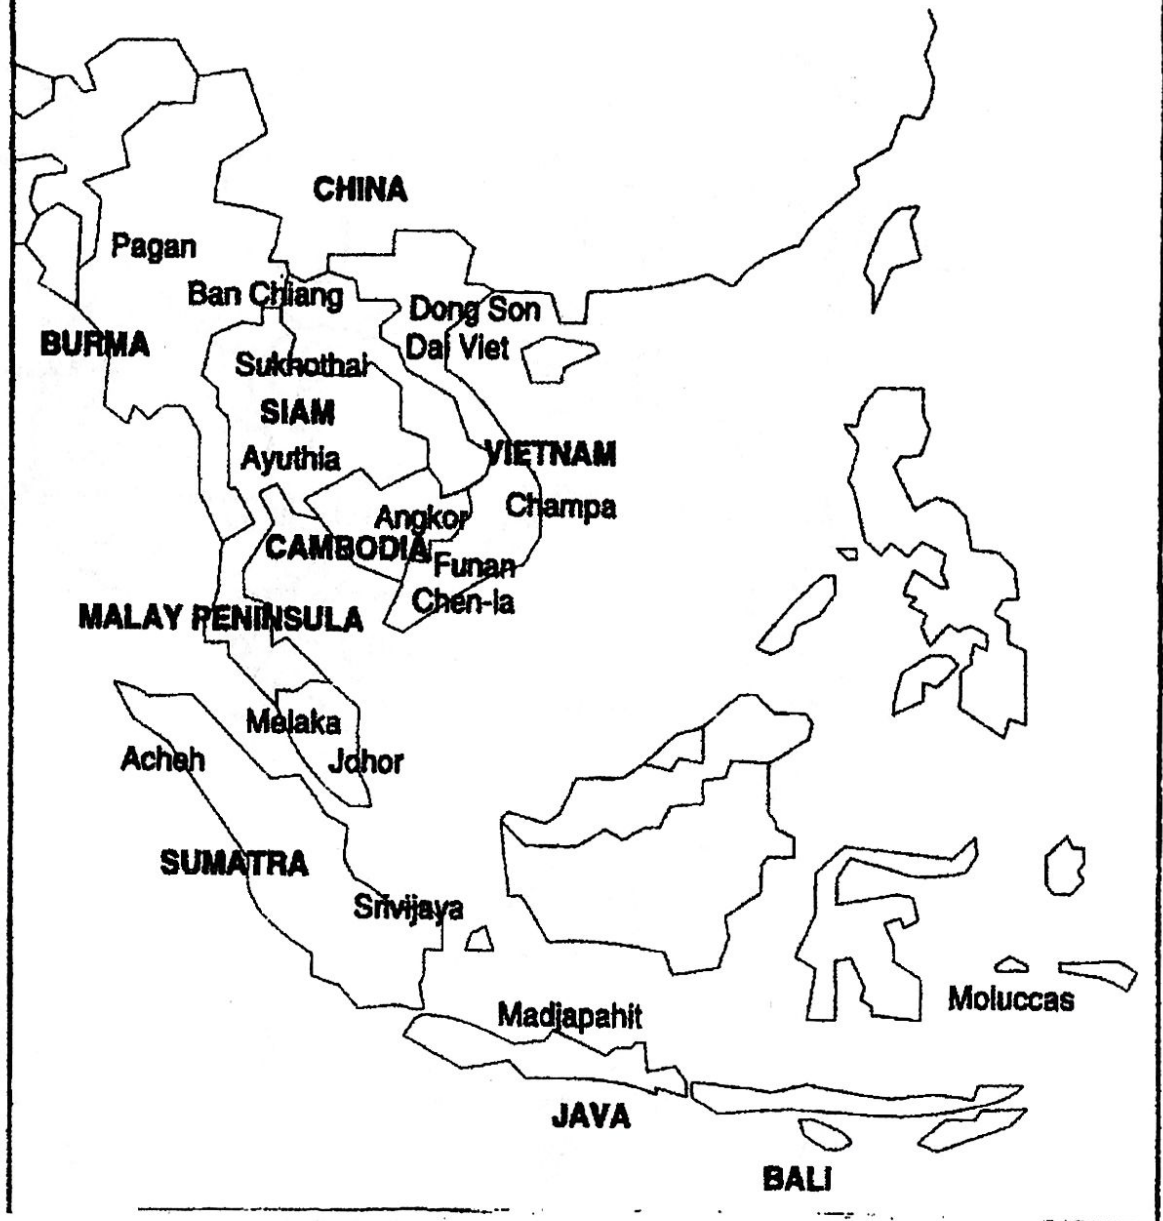 CHINA
Pagan
Ban Chiang
Dong Son
BURMA
Dai Viet
Sukhothai
SIAM
Ayuthia
VIETNAM
Champa
Angkor
CAMBODIA
Funan
Chen-la
MALAY PENINSULA
Melaka
Acheh
Johor
SUMATRA
Srivijaya
Moluccas
Madjapahit
JAVA
BALI